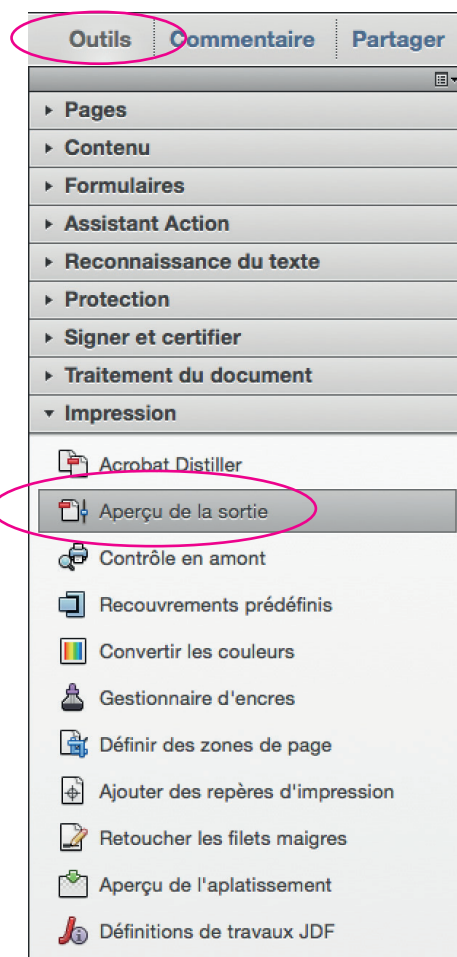 Outils Commentaire Partager
Pages
Contenu
Formulaires
Assistant Action
Reconnaissance du texte
Protection
Signer et certifier
Traitement du document
Impression
Acrobat Distiller
Aperçu de la sortie
Contrôle en amont
Recouvrements prédéfinis
Convertir les couleurs
Gestionnaire d'encres
Définir des zones de page
Ajouter des repères d'impression
Retoucher les filets maigres
Aperçu de l'aplatissement
Définitions de travaux JDF